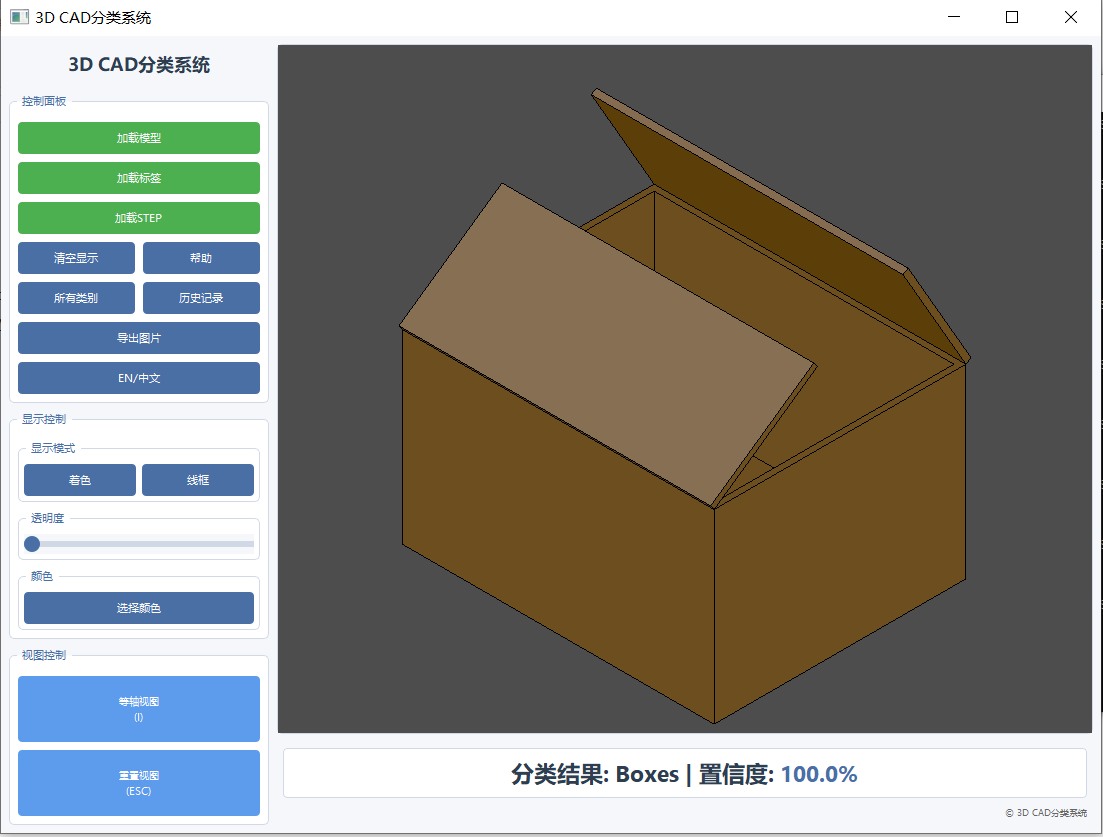 3D CAD分类系统
3D CAD分类系统
控制面板
加载模型
加载标签
加载STEP
清空显示 帮助
所有类别 历史记录
导出图片
EN/中文
显示控制
显示模式
着色 线框
透明度
颜色
选择颜色
视图控制
等轴视图
(I)
重置视图
(ESC)
分类结果: Boxes | 置信度: 100.0%
© 3D CAD分类系统